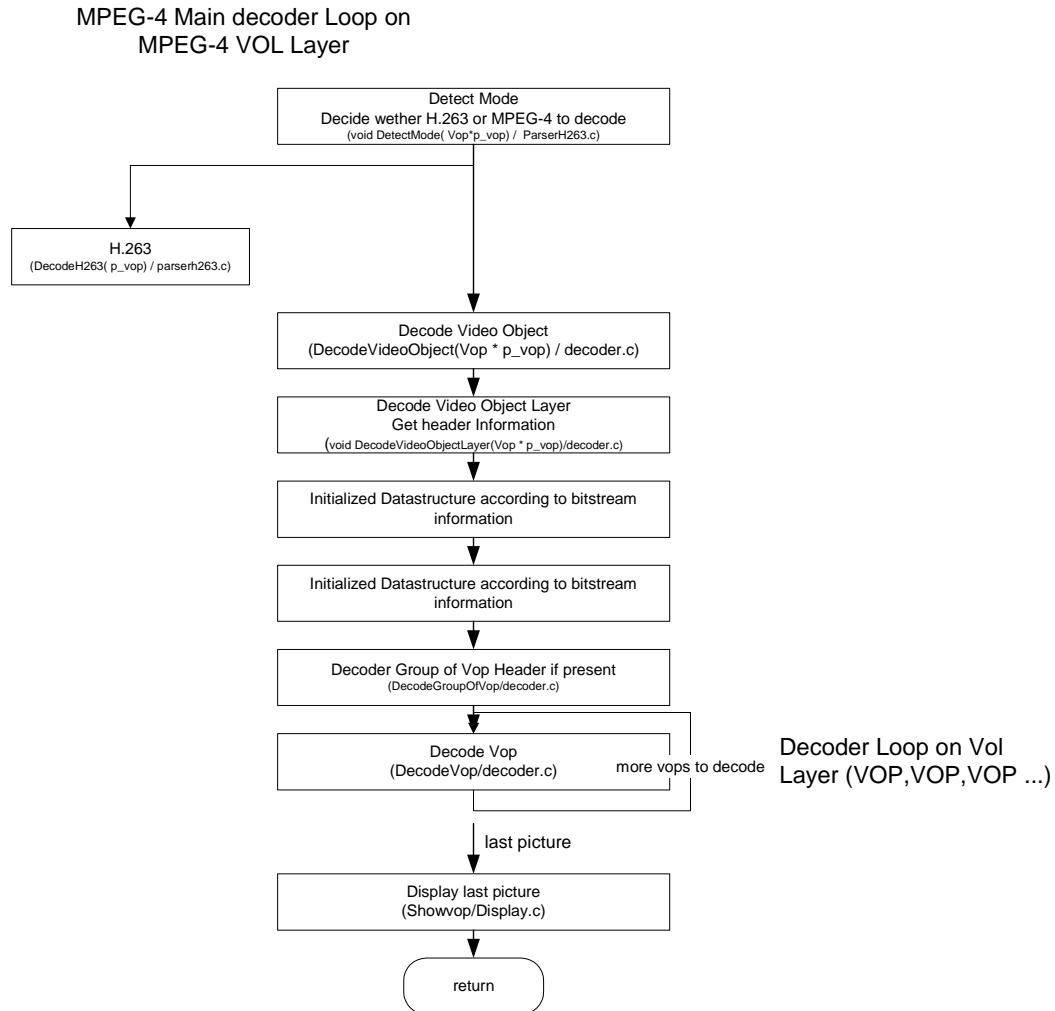 MPEG-4 Main decoder Loop on
MPEG-4 VOL Layer
Detect Mode
Decide wether H.263 or MPEG-4 to decode
(void DetectMode( Vop*p_vop) / ParserH263.c)
H.263
(DecodeH263( p_vop) / parserh263.c)
Decode Video Object
(DecodeVideoObject(Vop * p_vop) / decoder.c)
Decode Video Object Layer
Get header Information
(void DecodeVideoObjectLayer(Vop * p_vop)/decoder.c)
Initialized Datastructure according to bitstream
information
Initialized Datastructure according to bitstream
information
Decoder Group of Vop Header if present
(DecodeGroupOfVop/decoder.c)
Decode Vop
(DecodeVop/decoder.c)
more vops to decode
Decoder Loop on Vol
Layer (VOP,VOP,VOP ...)
last picture
Display last picture
(Showvop/Display.c)
return